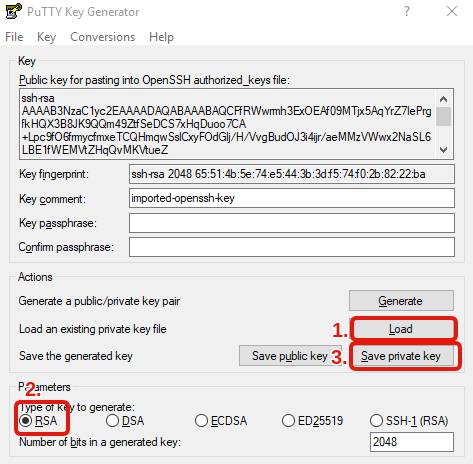 PuTTY Key Generator
? X
File Key Conversions Help
Key
Public key for pasting into OpenSSH authorized_keys file:
ssh-rsa
AAAAB3NzaC1yc2EAAAADAQABAAABAQCFfRWwrmh3ExOEAf09MTjx5AqYrZ7lePrg
fkHQX3B8JK9QQm49ZtfSeDCS7xHqDuoo7CA
+Lpc9fO6frmycfmxeTCQHmqwSslCxyFOdGlj/H/VvgBudOJ3i4ijr/aeMMzVWwx2NaSL6
LBE1fWEMVtZHqQvMKVtueZ
Key fingerprint: ssh-rsa 2048 65:51:4b:5e:74:e5:44:3b:3d:f5:74:f0:2b:82:22:ba
Key comment: imported-openssh-key
Key passphrase:
Confirm passphrase:
Actions
Generate a public/private key pair Generate
Load an existing private key file 1. Load
Save the generated key Save public key 3. Save private key
Parameters
2.
Type of key to generate:
RSA DSA ECDSA ED25519 SSH-1 (RSA)
Number of bits in a generated key: 2048